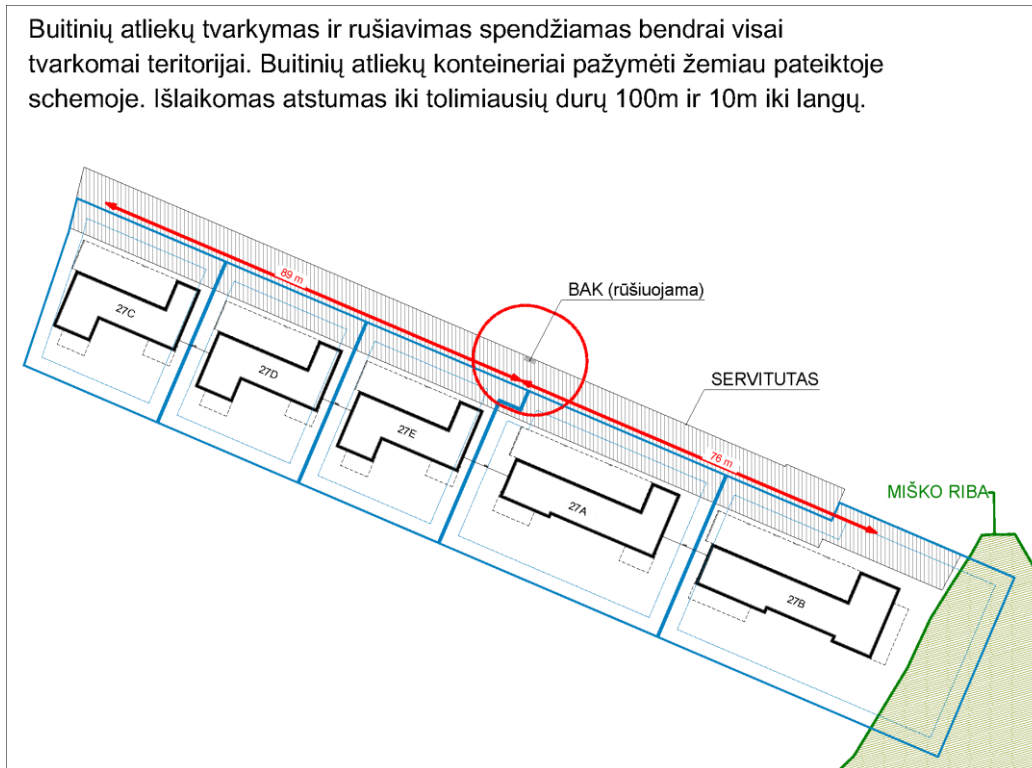 Buitinių atliekų tvarkymas ir rušiavimas spendžiamas bendrai visai
tvarkomai teritorijai. Buitinių atliekų konteineriai pažymėti žemiau pateiktoje
schemoje. Išlaikomas atstumas iki tolimiausių durų 100m ir 10m iki langų.
89 m
BAK (rūšiuojama)
27C
27D
SERVITUTAS
27E
76 m
27A
MIŠKO RIBA
27B